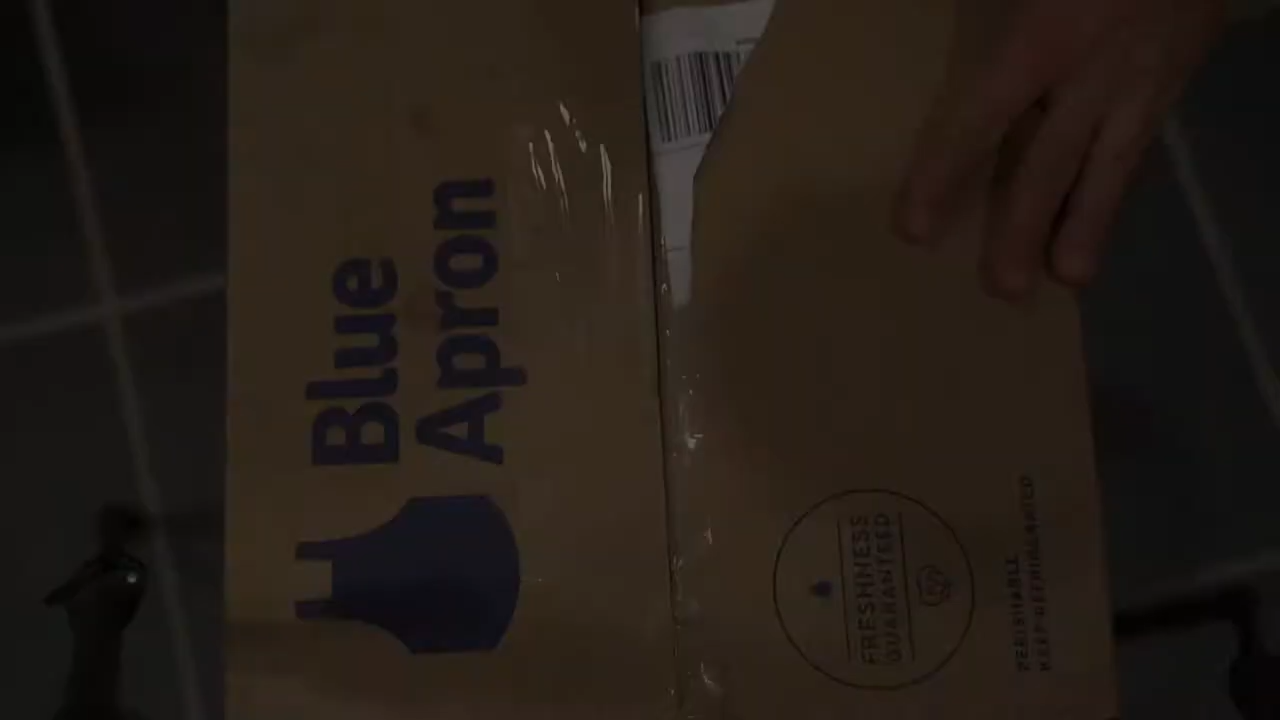 Blue
Apron
FRESHNESS
GUARANTEED
PERISHABLE
KEEP REFRIGERATED